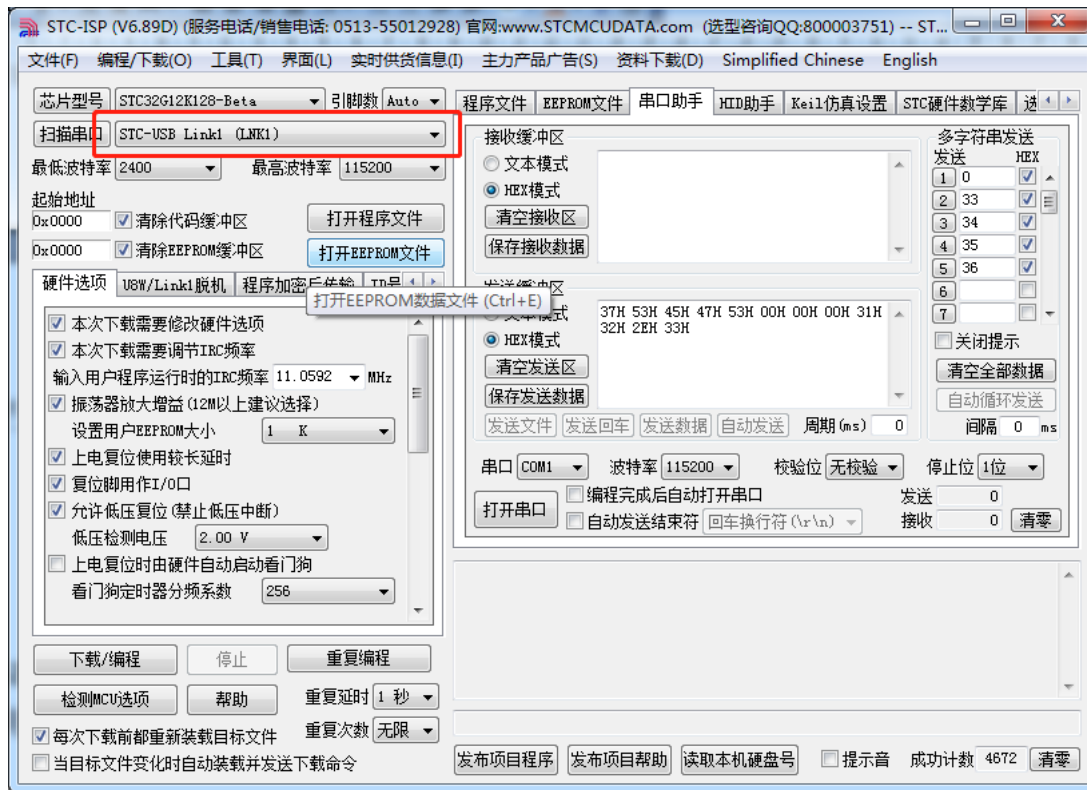 STC-ISP (V6.89D) (服务电话/销售电话: 0513-55012928) 官网:www.STCMCUDATA.com (选型咨询QQ:800003751) -- ST...
文件(F) 编程/下载(O) 工具(T) 界面(L) 实时供货信息(I) 主力产品广告(S) 资料下载(D) Simplified Chinese English
芯片型号 STC32G12K128-Beta 引脚数 Auto
扫描串口 STC-USB Link1 (LNK1)
最低波特率 2400 最高波特率 115200
起始地址
0x0000 清除代码缓冲区 打开程序文件
0x0000 清除EEPROM缓冲区 打开EEPROM文件
硬件选项 U8W/Link1脱机 程序加密后传输 ID号
打开EEPROM数据文件 (Ctrl+E)
本次下载需要修改硬件选项
本次下载需要调节IRC频率
输入用户程序运行时的IRC频率 11.0592 MHz
振荡器放大增益(12M以上建议选择)
设置用户EEPROM大小 1 K
上电复位使用较长延时
复位脚用作I/O口
允许低压复位(禁止低压中断)
低压检测电压 2.00 V
上电复位时由硬件自动启动看门狗
看门狗定时器分频系数 256
下载/编程 停止 重复编程
检测MCU选项 帮助 重复延时 1 秒
重复次数 无限
每次下载前都重新装载目标文件
当目标文件变化时自动装载并发送下载命令
程序文件 EEPROM文件 串口助手 HID助手 Keil仿真设置 STC硬件数学库
接收缓冲区
文本模式
HEX模式
清空接收区
保存接收数据
发送缓冲区
文本模式
HEX模式
清空发送区
保存发送数据
37H 53H 45H 47H 53H 00H 00H 00H 31H
32H 2EH 33H
发送文件 发送回车 发送数据 自动发送 周期(ms) 0
多字符串发送
发送 HEX
1 0
2 33
3 34
4 35
5 36
6
7
关闭提示
清空全部数据
自动循环发送
间隔 0 ms
串口 COM1 波特率 115200 校验位 无校验 停止位 1位
打开串口 编程完成后自动打开串口 发送 0
自动发送结束符 回车换行符(\r\n) 接收 0 清零
发布项目程序 发布项目帮助 读取本机硬盘号 提示音 成功计数 4672 清零